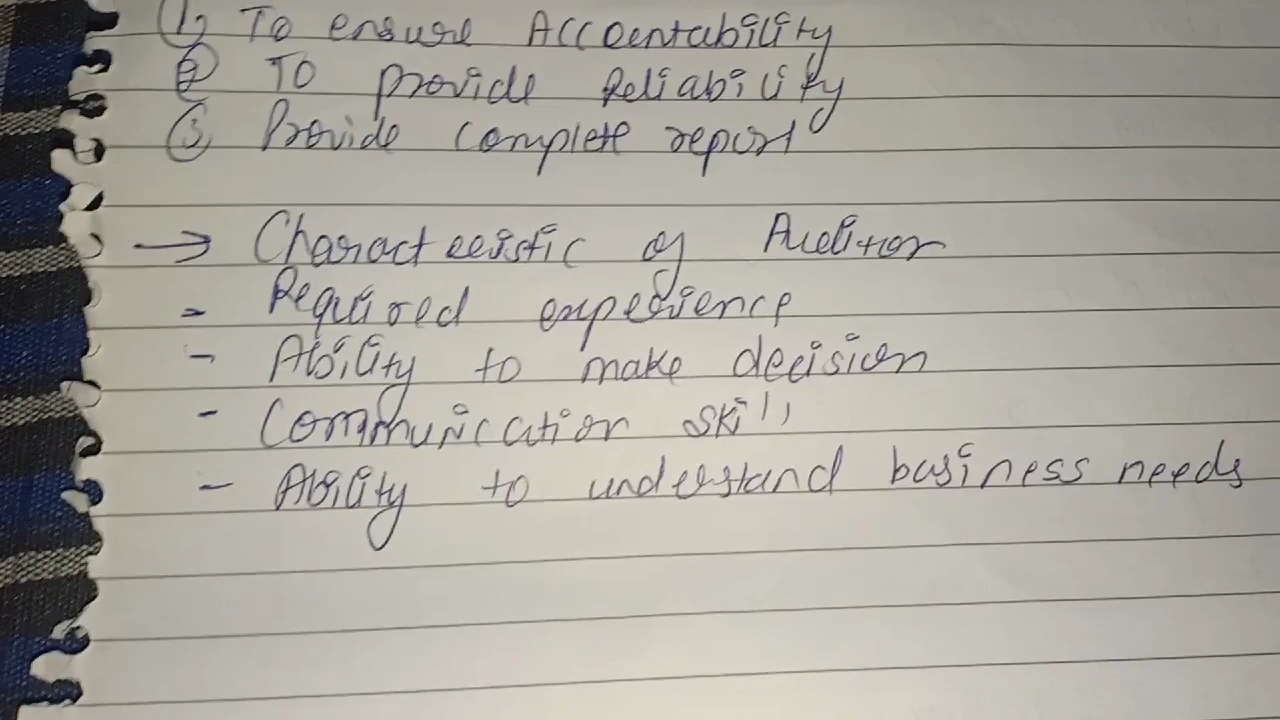 ① To ensure Accountability
② To provide Reliability
③ Provide complete report
→ Characteristic of Auditor
- Required experience
- Ability to make decision
- Communication skill
- Ability to understand business needs